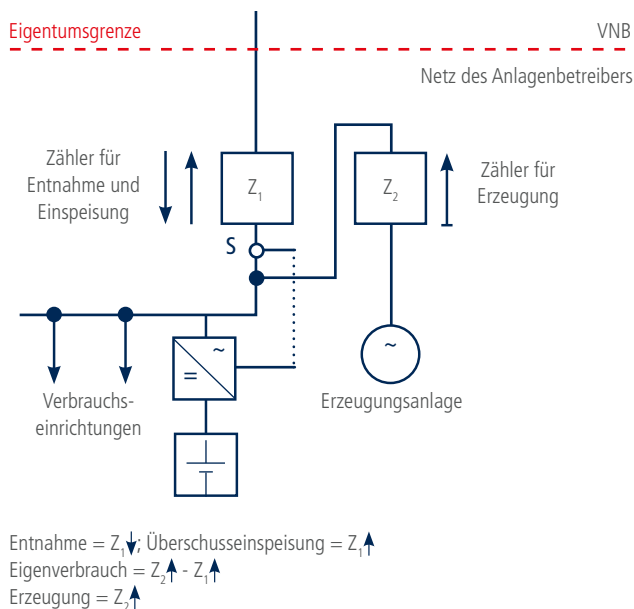 Eigentumsgrenze
VNB
Netz des Anlagenbetreibers
Zähler für
Entnahme und
Einspeisung
Z₁
Z₂
Zähler für
Erzeugung
S
~
=
~
Verbrauchs-
einrichtungen
Erzeugungsanlage
Entnahme = Z₁↓; Überschusseinspeisung = Z₁↑
Eigenverbrauch = Z₂↑ - Z₁↑
Erzeugung = Z₂↑